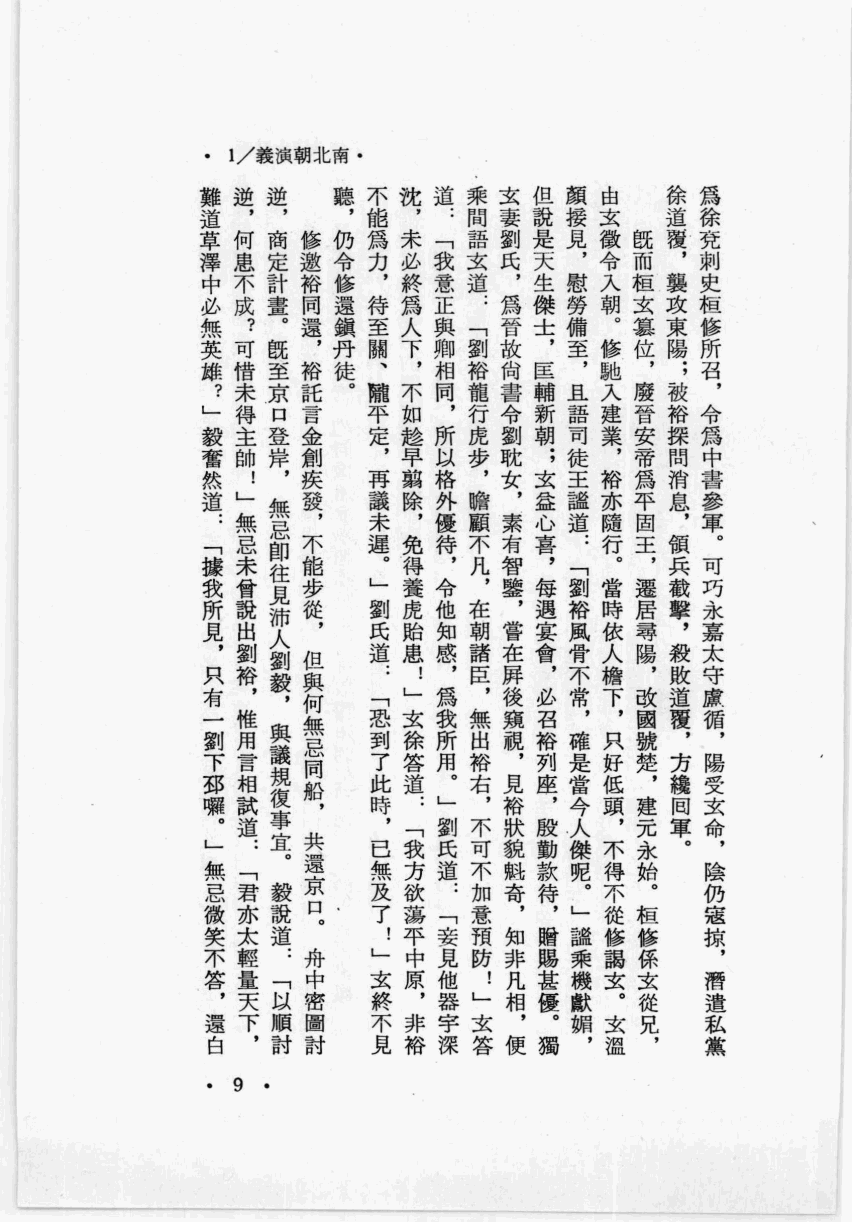 •南北朝演義/1 •
爲徐兗刺史桓修所召，令爲中書參軍。可巧永嘉太守盧循，陽受玄命，陰仍寇掠，潛遣私黨
徐道覆，襲攻東陽；被裕探問消息，領兵截擊，殺敗道覆，方纔回軍。
旣而桓玄篡位，廢晉安帝爲平固王，遷居尋陽，改國號楚，建元永始。桓修係玄從兄，
由玄徵令入朝。修馳入建業，裕亦隨行。當時依人檐下，只好低頭，不得不從修謁玄。玄溫
顏接見，慰勞備至，且語司徒王謐道：「劉裕風骨不常，確是當今人傑呢。」謐乘機獻媚，
但說是天生傑士，匡輔新朝；玄益心喜，每遇宴會，必召裕列座，殷勤款待，贈賜甚優。獨
玄妻劉氏，爲晉故尙書令劉耽女，素有智鑒，嘗在屛後窺視，見裕狀貌魁奇，知非凡相，便
乘間語玄道：「劉裕龍行虎步，瞻顧不凡，在朝諸臣，無出裕右，不可不加意預防！」玄答
道：「我意正與卿相同，所以格外優待，令他知感，爲我所用。」劉氏道：「妾見他器宇深
沈，未必終爲人下，不如趁早翦除，免得養虎貽患！」玄徐答道：「我方欲蕩平中原，非裕
不能爲力，待至關、隴平定，再議未遲。」劉氏道：「恐到了此時，已無及了！」玄終不見
聽，仍令修還鎭丹徒。
修邀裕同還，裕託言金創疾發，不能步從，但與何無忌同船，共還京口。舟中密圖討
逆，商定計畫。旣至京口登岸，無忌卽往見沛人劉毅，與議規復事宜。毅說道：「以順討
逆，何患不成？可惜未得主帥！」無忌未曾說出劉裕，惟用言相試道：「君亦太輕量天下，
難道草澤中必無英雄？」毅奮然道：「據我所見，只有一劉下邳囉。」無忌微笑不答，還白
• 9 •